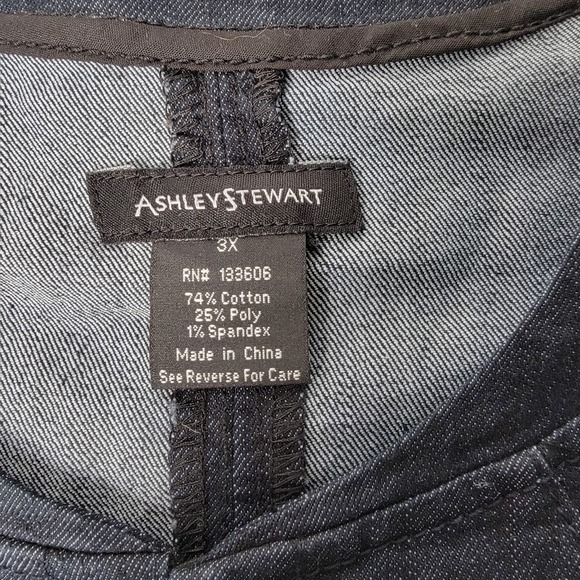 ASHLEY STEWART
3X
RN# 133606
74% Cotton
25% Poly
1% Spandex
Made in China
See Reverse For Care